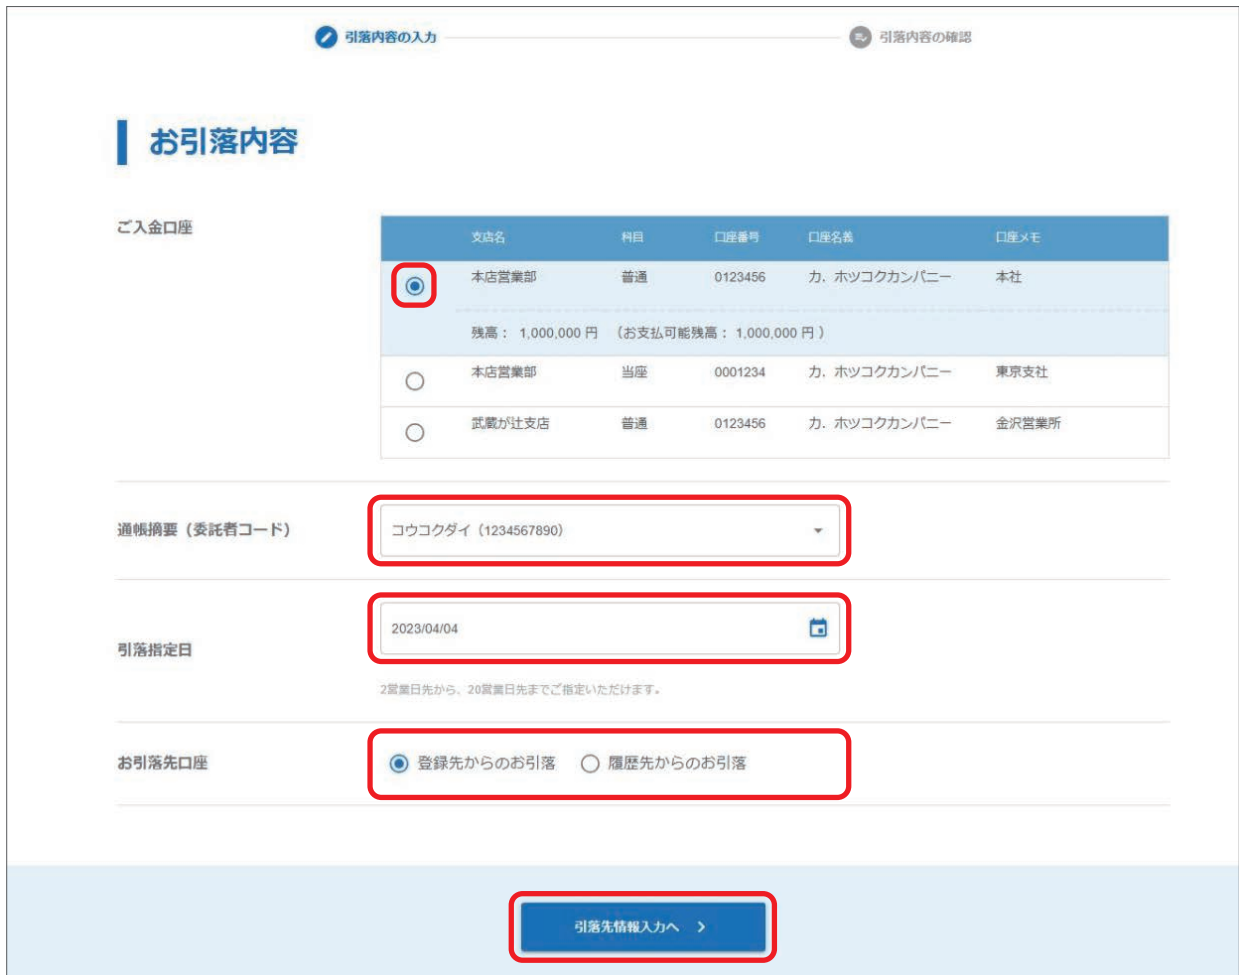 引落内容の入力 引落内容の確認
お引落内容
ご入金口座
支店名 科目 口座番号 口座名義 口座メモ
本店営業部 普通 0123456 カ．ホツコクカンパニー 本社
残高： 1,000,000 円 （お支払可能残高： 1,000,000 円 ）
本店営業部 当座 0001234 カ．ホツコクカンパニー 東京支社
武蔵が辻支店 普通 0123456 カ．ホツコクカンパニー 金沢営業所
通帳摘要（委託者コード） コウコクダイ（1234567890）
引落指定日 2023/04/04
2営業日先から、20営業日先までご指定いただけます。
お引落先口座 登録先からのお引落 履歴先からのお引落
引落先情報入力へ